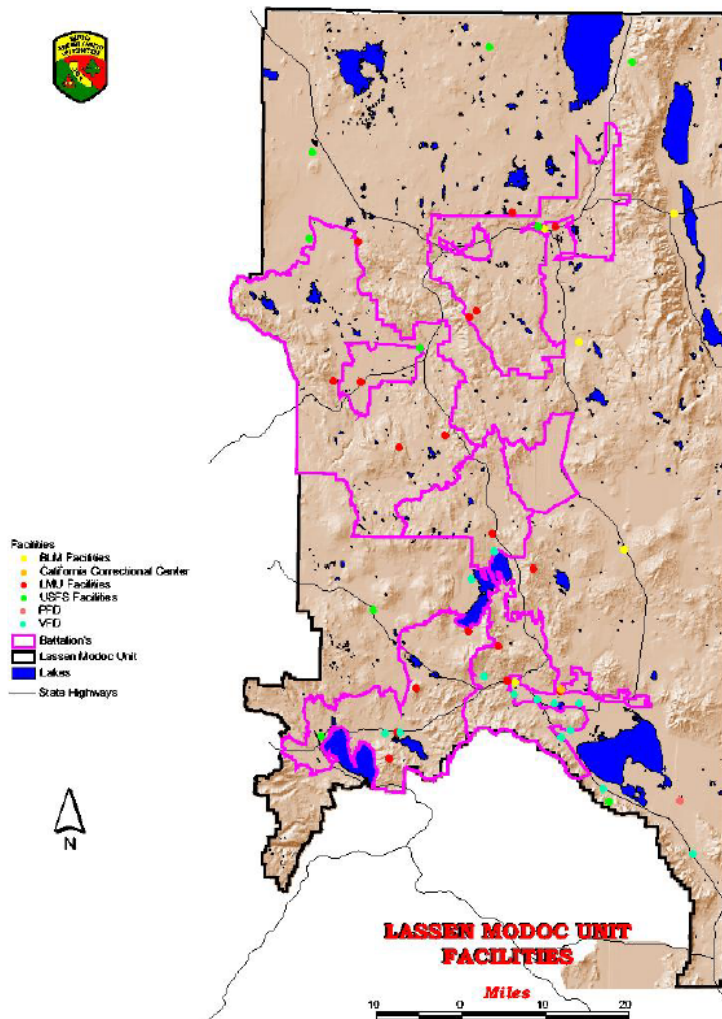 Facilities
BLM Facilities
California Correctional Center
LMU Facilities
USFS Facilities
PFD
VFD
Battalion's
Lassen Modoc Unit
Lakes
State Highways
N
LASSEN MODOC UNIT
FACILITIES
Miles
10 0 10 20